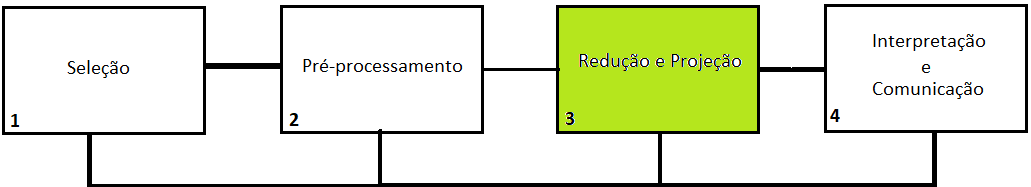 Seleção
1
Pré-processamento
2
Redução e Projeção
3
Interpretação
e
Comunicação
4